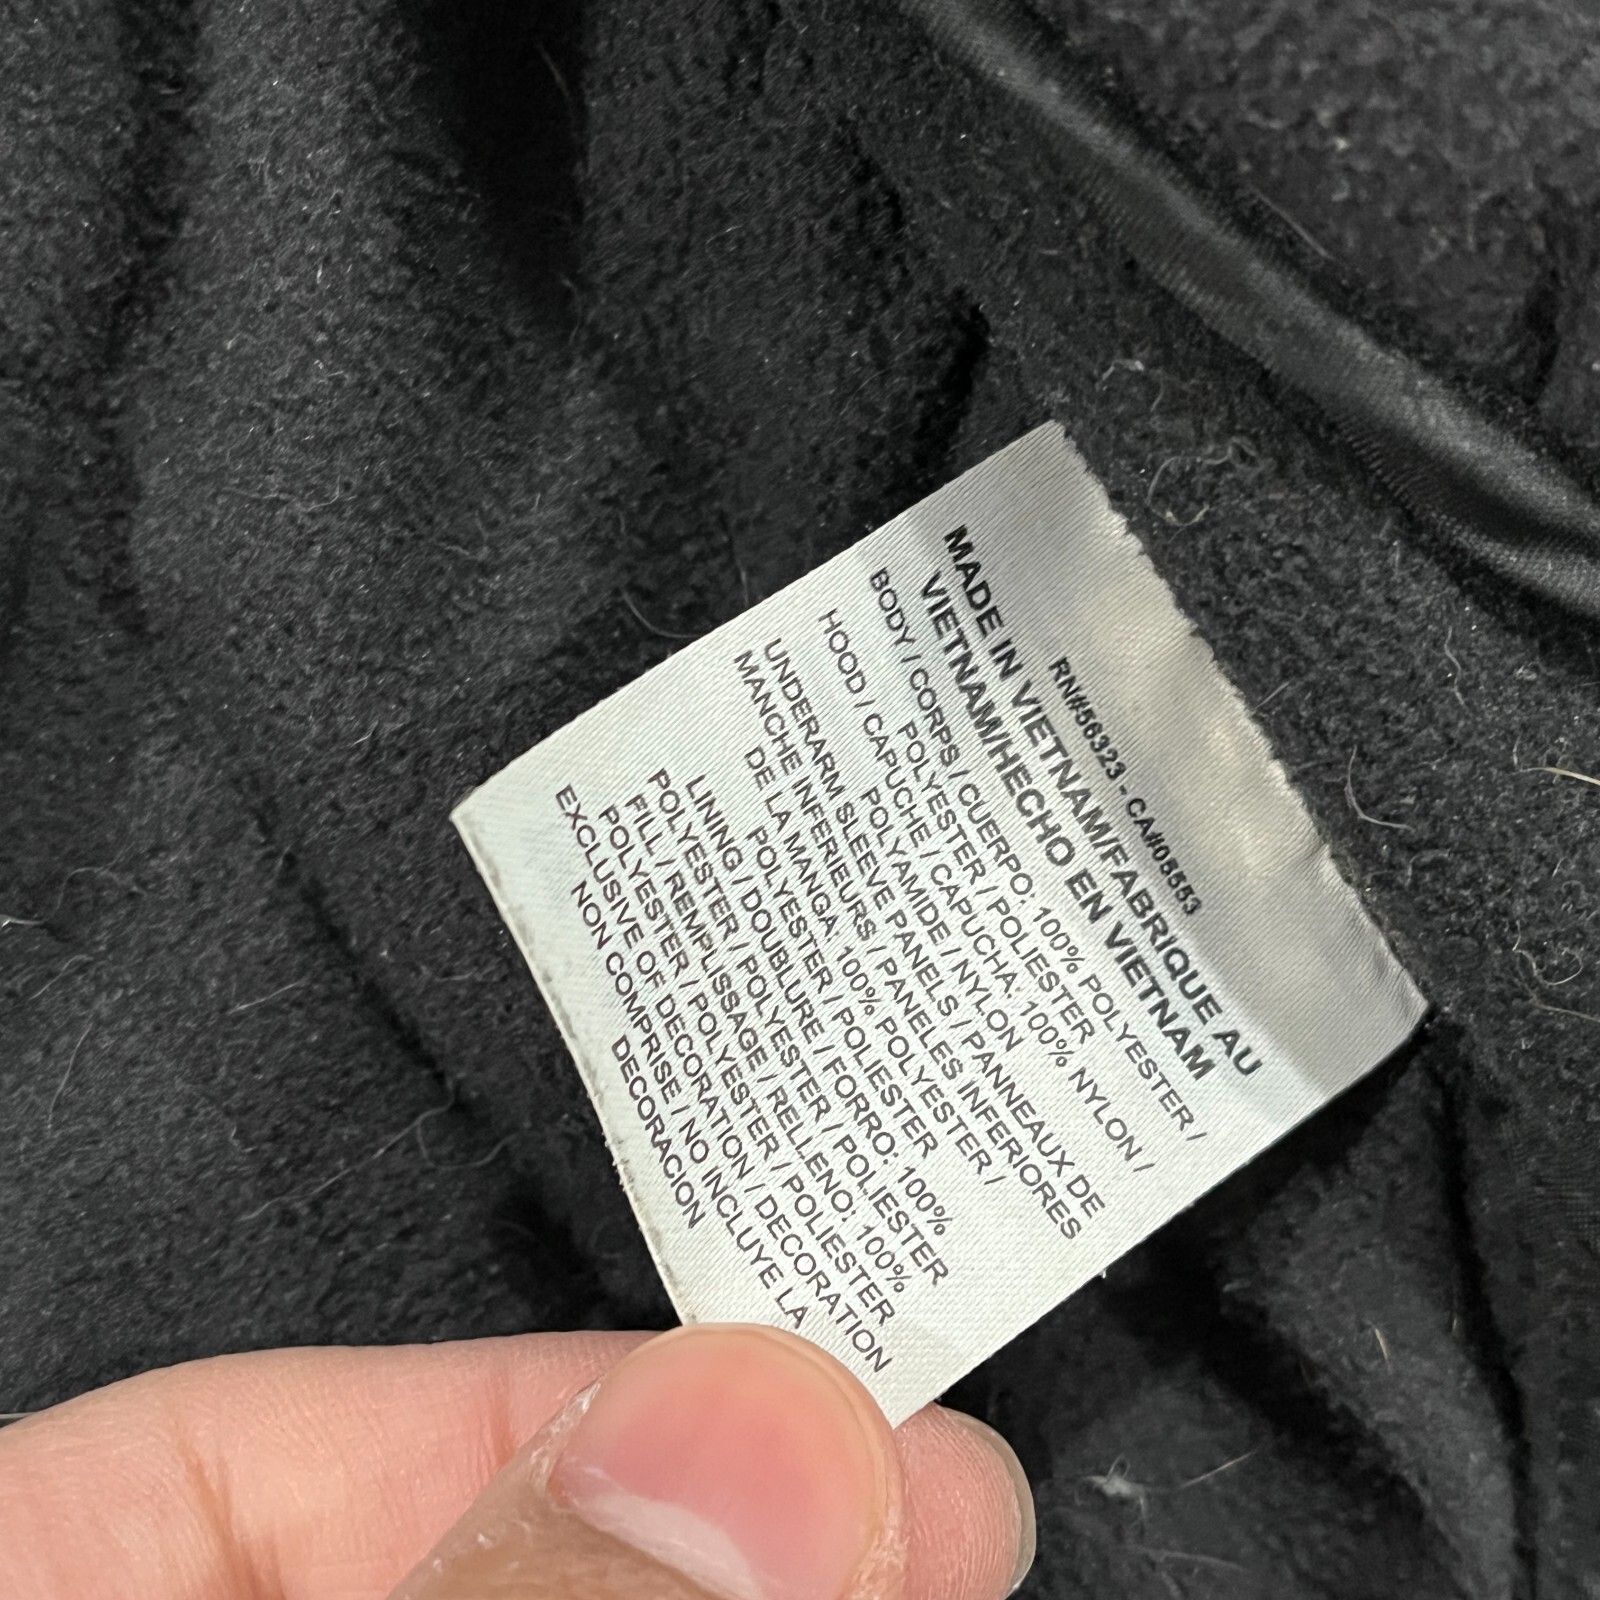 RN#56323 - CA#05553
MADE IN VIETNAM/FABRIQUE AU
VIETNAM/HECHO EN VIETNAM
BODY / CORPS / CUERPO: 100% POLYESTER /
POLYESTER / POLIESTER
HOOD / CAPUCHE / CAPUCHA: 100% NYLON /
POLYAMIDE / NYLON
UNDERARM SLEEVE PANELS / PANNEAUX DE
MANCHE INFERIEURS / PANELES INFERIORES
DE LA MANGA: 100% POLYESTER /
POLYESTER / POLIESTER
LINING / DOUBLURE / FORRO: 100%
POLYESTER / POLYESTER / POLIESTER
FILL / REMPLISSAGE / RELLENO: 100%
POLYESTER / POLYESTER / POLIESTER
EXCLUSIVE OF DECORATION / DECORATION
NON COMPRISE / NO INCLUYE LA
DECORACION